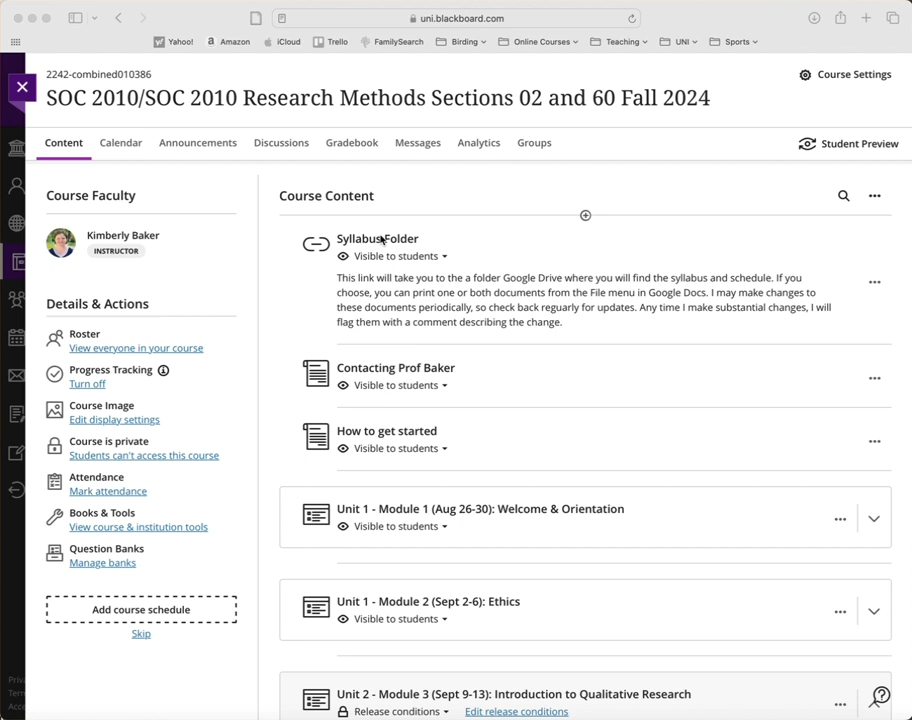 uni.blackboard.com
Yahoo!
Amazon
iCloud
Trello
FamilySearch
Birding
Online Courses
Teaching
UNI
Sports
2242-combined010386
Course Settings
SOC 2010/SOC 2010 Research Methods Sections 02 and 60 Fall 2024
Content
Calendar
Announcements
Discussions
Gradebook
Messages
Analytics
Groups
Student Preview
Course Faculty
Kimberly Baker
INSTRUCTOR
Details & Actions
Roster
View everyone in your course
Progress Tracking
Turn off
Course Image
Edit display settings
Course is private
Students can't access this course
Attendance
Mark attendance
Books & Tools
View course & institution tools
Question Banks
Manage banks
Add course schedule
Skip
Course Content
Syllabus Folder
Visible to students
This link will take you to the a folder Google Drive where you will find the syllabus and schedule. If you
choose, you can print one or both documents from the File menu in Google Docs. I may make changes to
these documents periodically, so check back reguarly for updates. Any time I make substantial changes, I will
flag them with a comment describing the change.
Contacting Prof Baker
Visible to students
How to get started
Visible to students
Unit 1 - Module 1 (Aug 26-30): Welcome & Orientation
Visible to students
Unit 1 - Module 2 (Sept 2-6): Ethics
Visible to students
Unit 2 - Module 3 (Sept 9-13): Introduction to Qualitative Research
Release conditions
Edit release conditions
Priv
Term
Acce